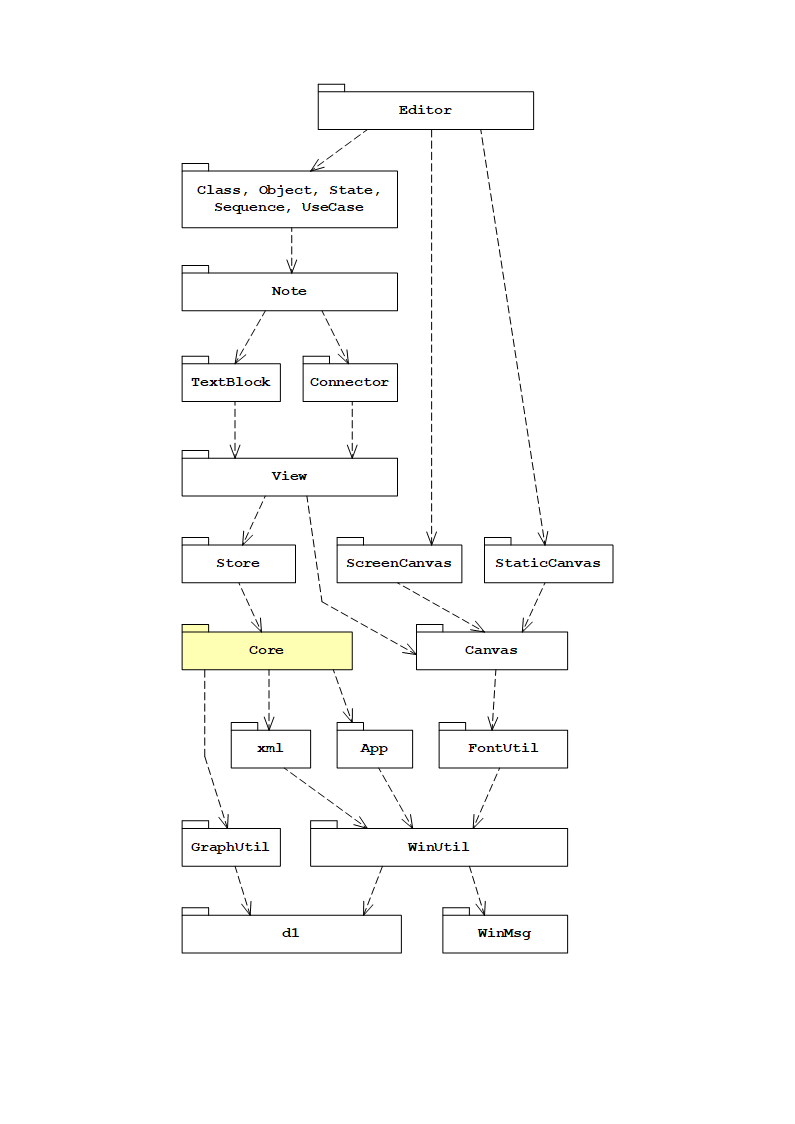 Editor
Class, Object, State,
Sequence, UseCase
Note
TextBlock
Connector
View
Store
ScreenCanvas
StaticCanvas
Core
Canvas
xml
App
FontUtil
GraphUtil
WinUtil
d1
WinMsg